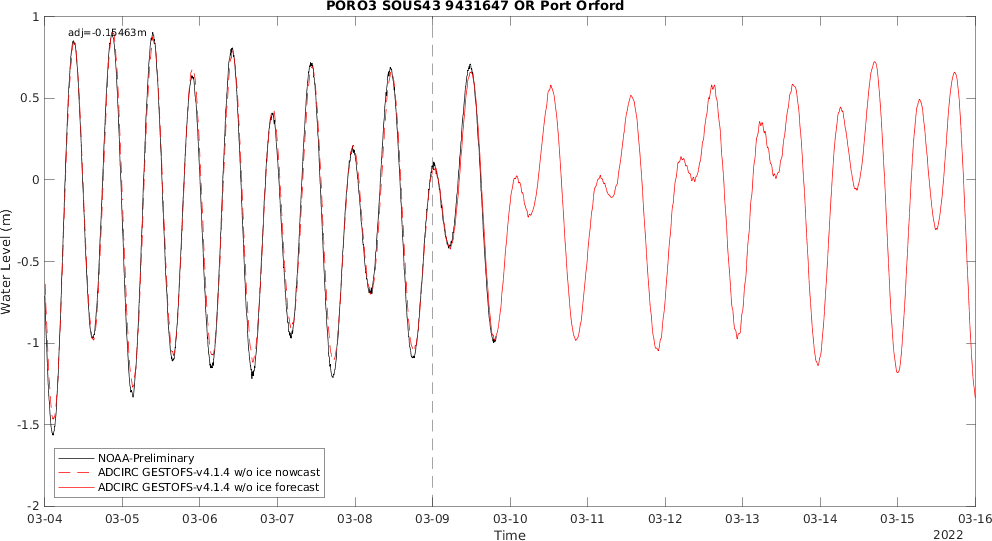 PORO3 SOUS43 9431647 OR Port Orford
adj=-0.15463m
1
0.5
0
-0.5
-1
-1.5
-2
Water Level (m)
NOAA-Preliminary
ADCIRC GESTOFS-v4.1.4 w/o ice nowcast
ADCIRC GESTOFS-v4.1.4 w/o ice forecast
03-04 03-05 03-06 03-07 03-08 03-09 03-10 03-11 03-12 03-13 03-14 03-15 03-16
Time
2022